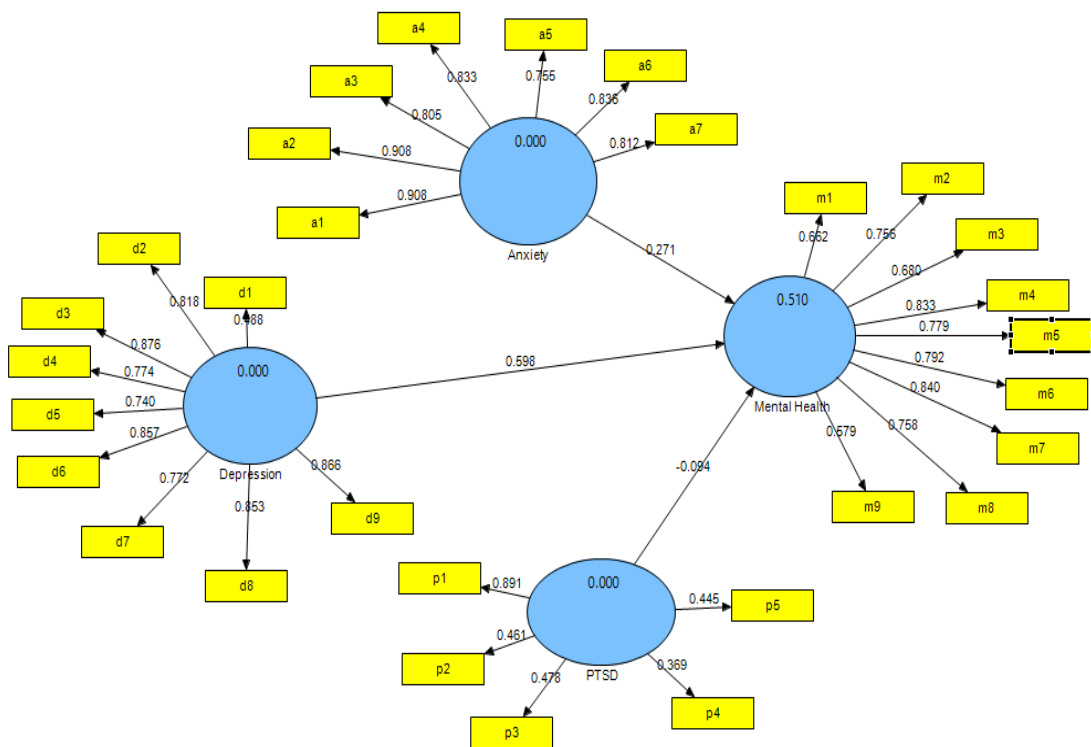 a4
a5
a6
a3
a7
a2
a1
0.833
0.755
0.836
0.805
0.812
0.908
0.908
0.000
Anxiety
0.271
d2
d1
d3
d4
d5
d6
d7
d8
d9
0.818
0.488
0.876
0.774
0.740
0.857
0.772
0.853
0.866
0.000
Depression
0.598
m1
m2
m3
m4
m5
m6
m7
m8
m9
0.662
0.756
0.680
0.833
0.779
0.792
0.840
0.758
0.579
0.510
Mental Health
-0.094
p1
p2
p3
p4
p5
0.891
0.461
0.478
0.369
0.445
0.000
PTSD